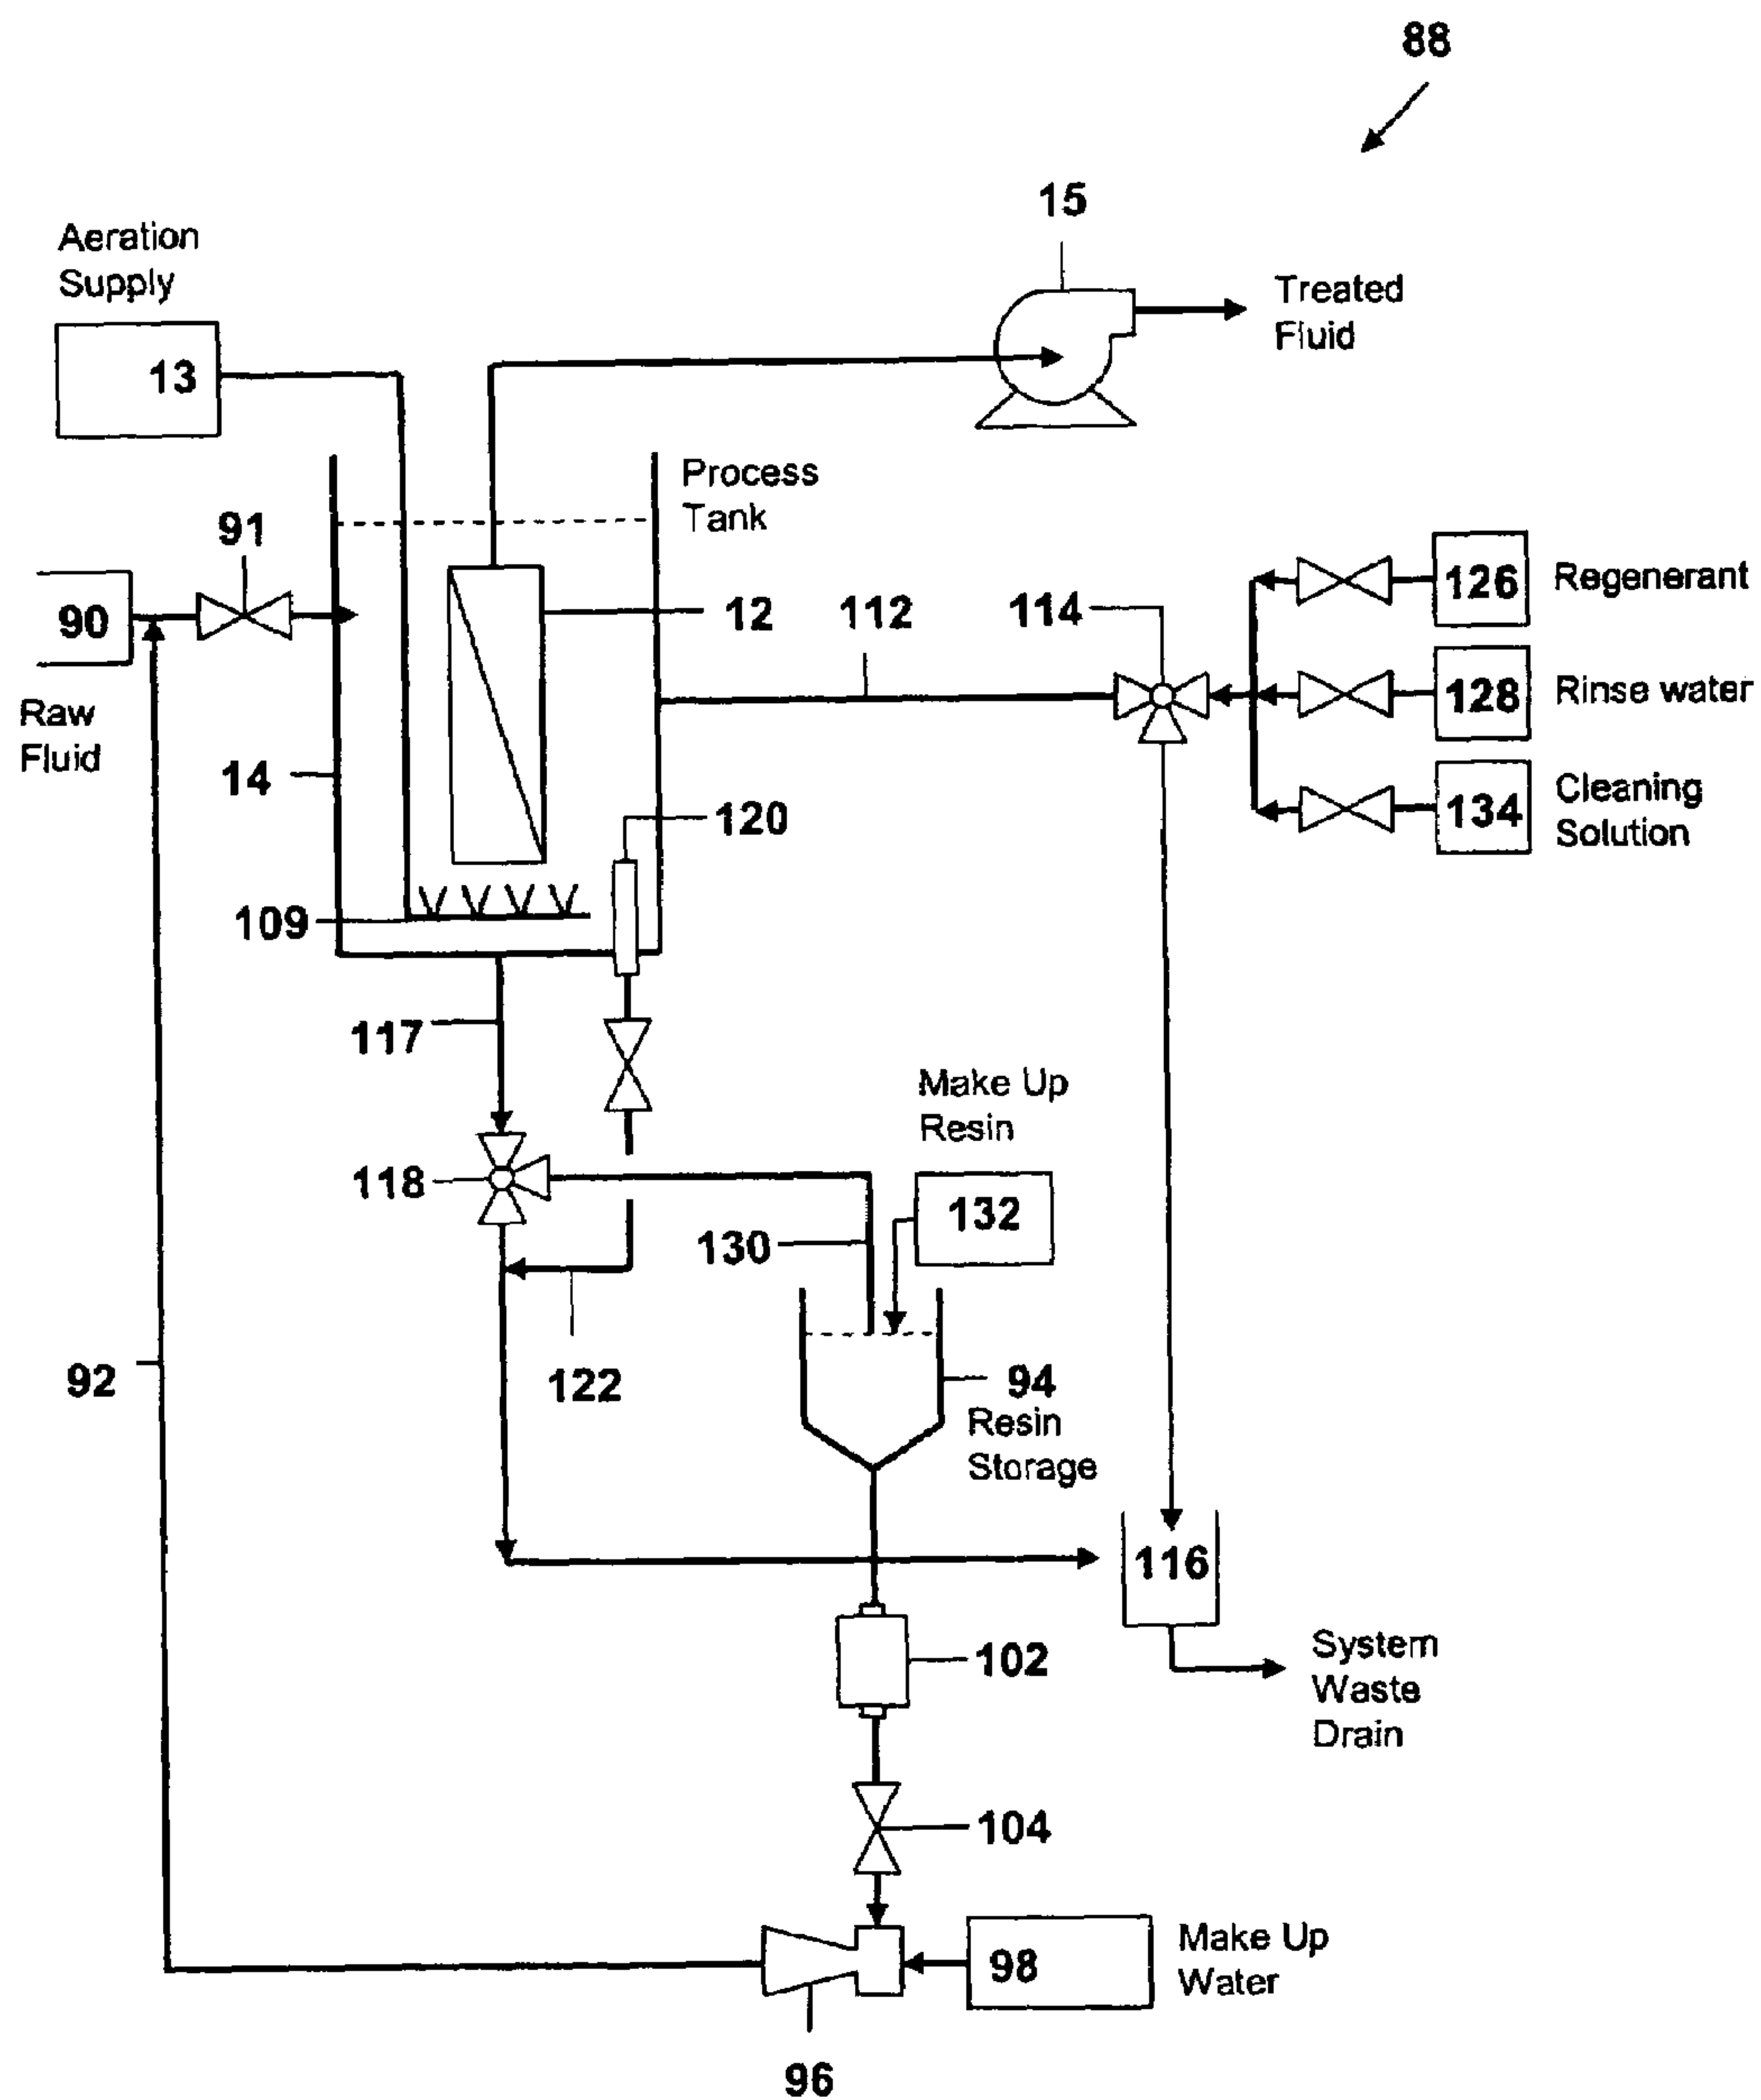 88
15
Aeration
Supply
Treated
Fluid
13
Process
Tank
91
90
12
112
114
126
Regenerant
128
Rinse water
Raw
Fluid
14
120
134
Cleaning
Solution
109
117
Make Up
Resin
118
130
132
92
122
94
Resin
Storage
116
102
System
Waste
Drain
104
98
Make Up
Water
96